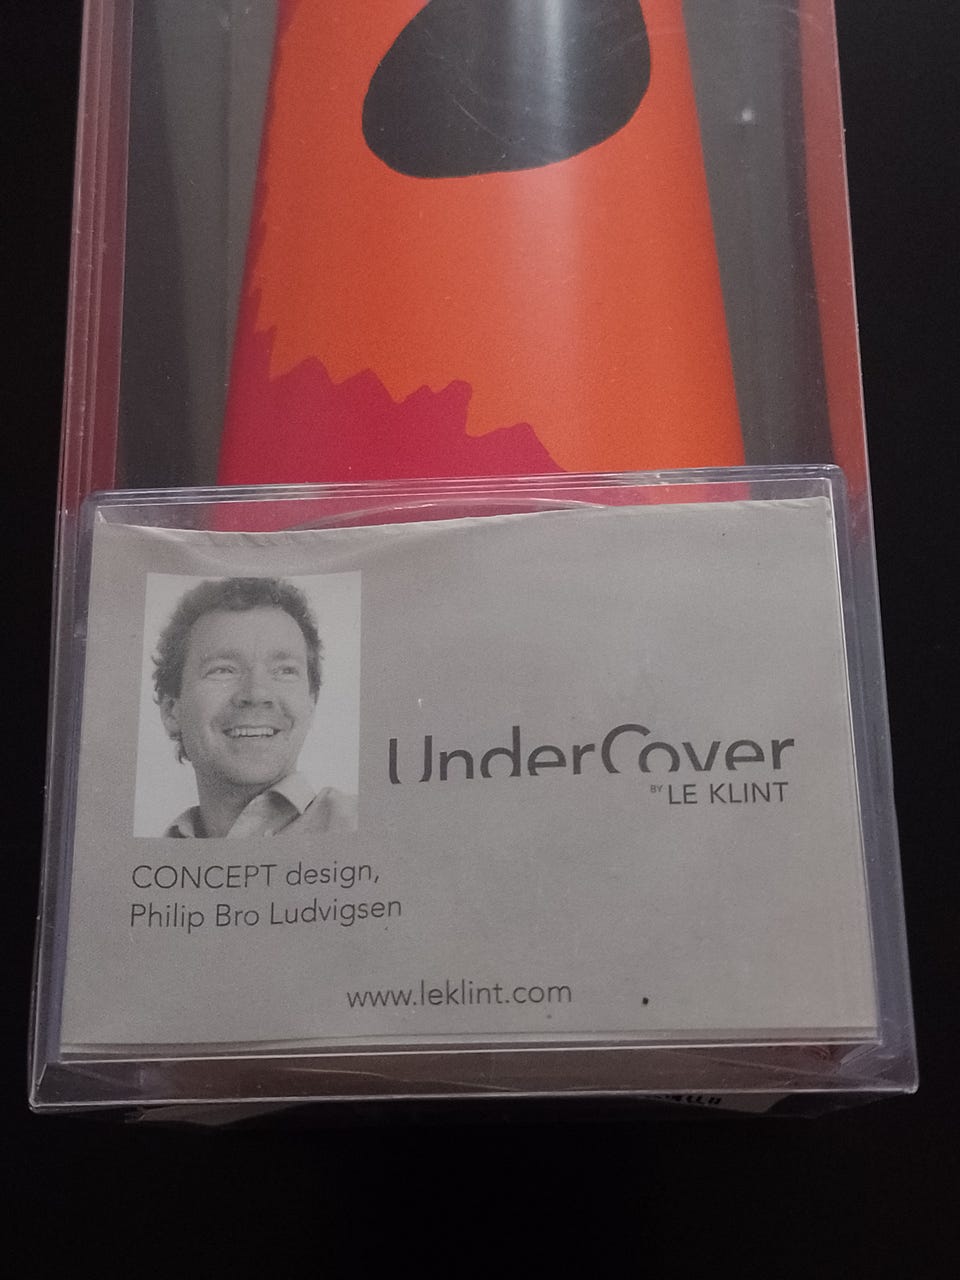 UnderCover
BY LE KLINT
CONCEPT design,
Philip Bro Ludvigsen
www.leklint.com